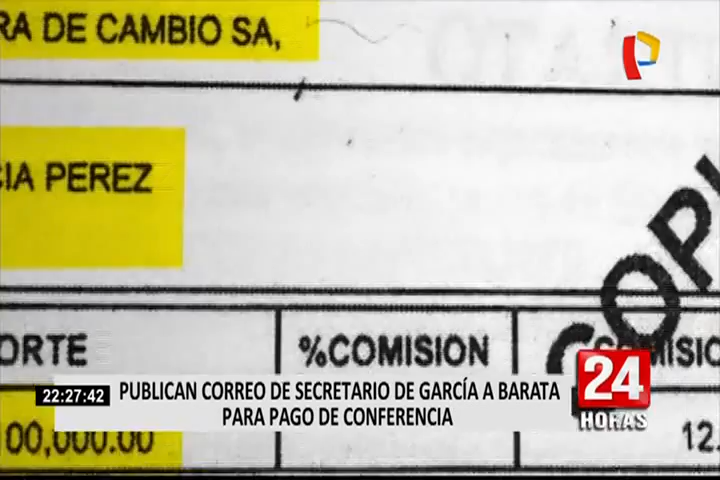 RA DE CAMBIO SA,
CIA PEREZ
COPI
ORTE
%COMISION
22:27:42
PUBLICAN CORREO DE SECRETARIO DE GARCÍA A BARATA
PARA PAGO DE CONFERENCIA
24
HORAS
00,000.00
12.